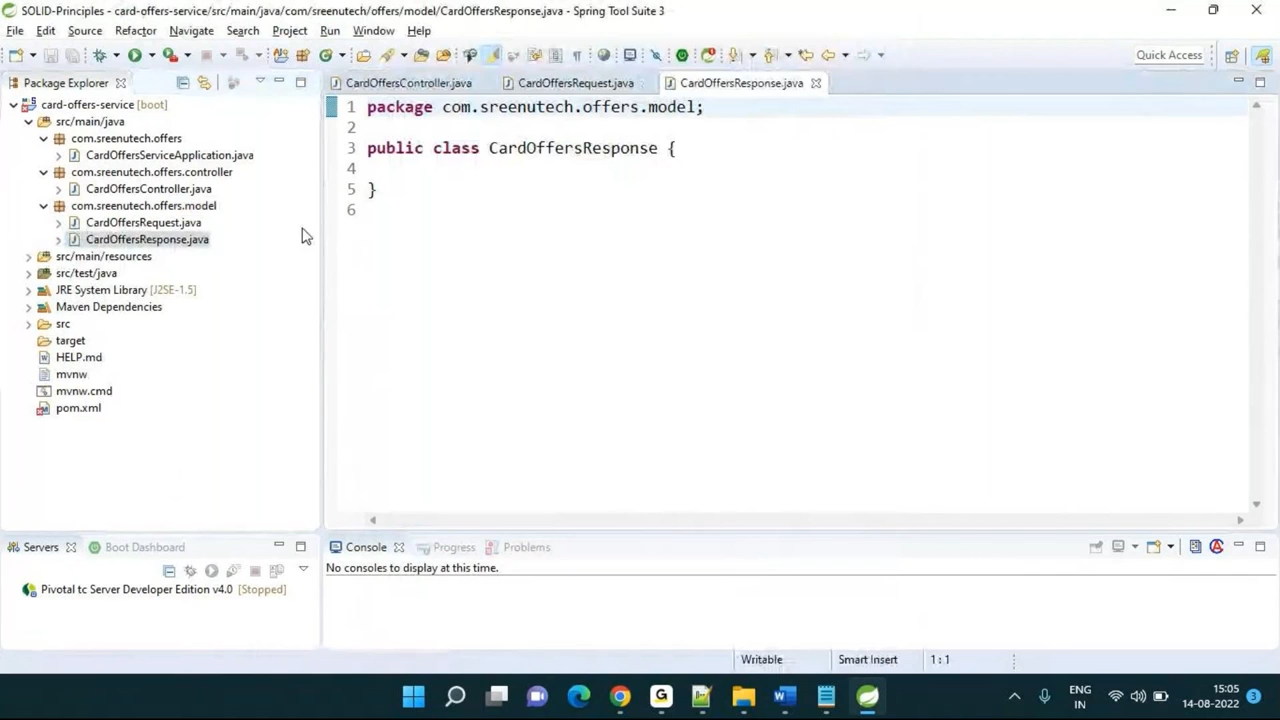 SOLID-Principles - card-offers-service/src/main/java/com/sreenutech/offers/model/CardOffersResponse.java - Spring Tool Suite 3
File Edit Source Refactor Navigate Search Project Run Window Help
Quick Access
Package Explorer
card-offers-service [boot]
src/main/java
com.sreenutech.offers
CardOffersServiceApplication.java
com.sreenutech.offers.controller
CardOffersController.java
com.sreenutech.offers.model
CardOffersRequest.java
CardOffersResponse.java
src/main/resources
src/test/java
JRE System Library [J2SE-1.5]
Maven Dependencies
src
target
HELP.md
mvnw
mvnw.cmd
pom.xml
CardOffersController.java CardOffersRequest.java CardOffersResponse.java
1 package com.sreenutech.offers.model;
2
3 public class CardOffersResponse {
4
5 }
6
Servers Boot Dashboard
Pivotal tc Server Developer Edition v4.0 [Stopped]
Console Progress Problems
No consoles to display at this time.
Writable Smart Insert 1 : 1
ENG
IN
15:05
14-08-2022
3